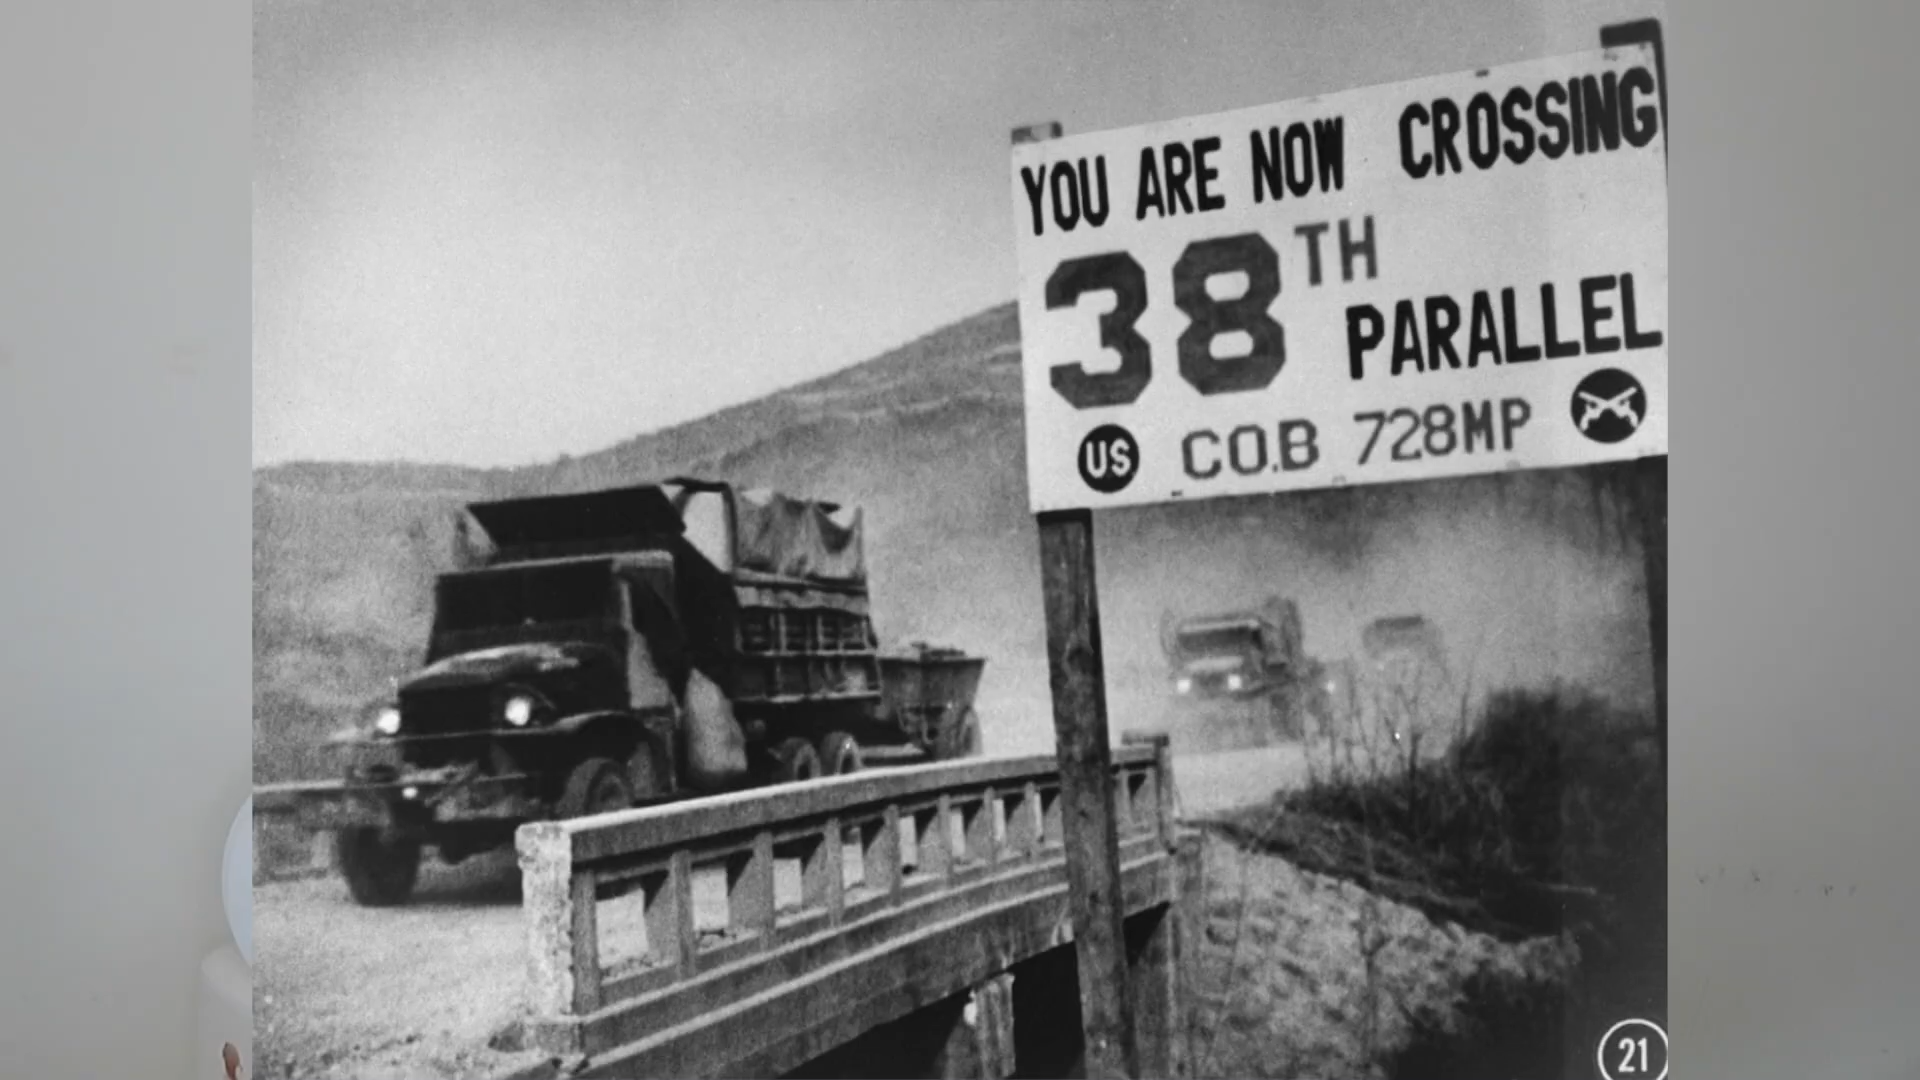 YOU ARE NOW CROSSING
38TH
PARALLEL
US CO.B 728MP
21